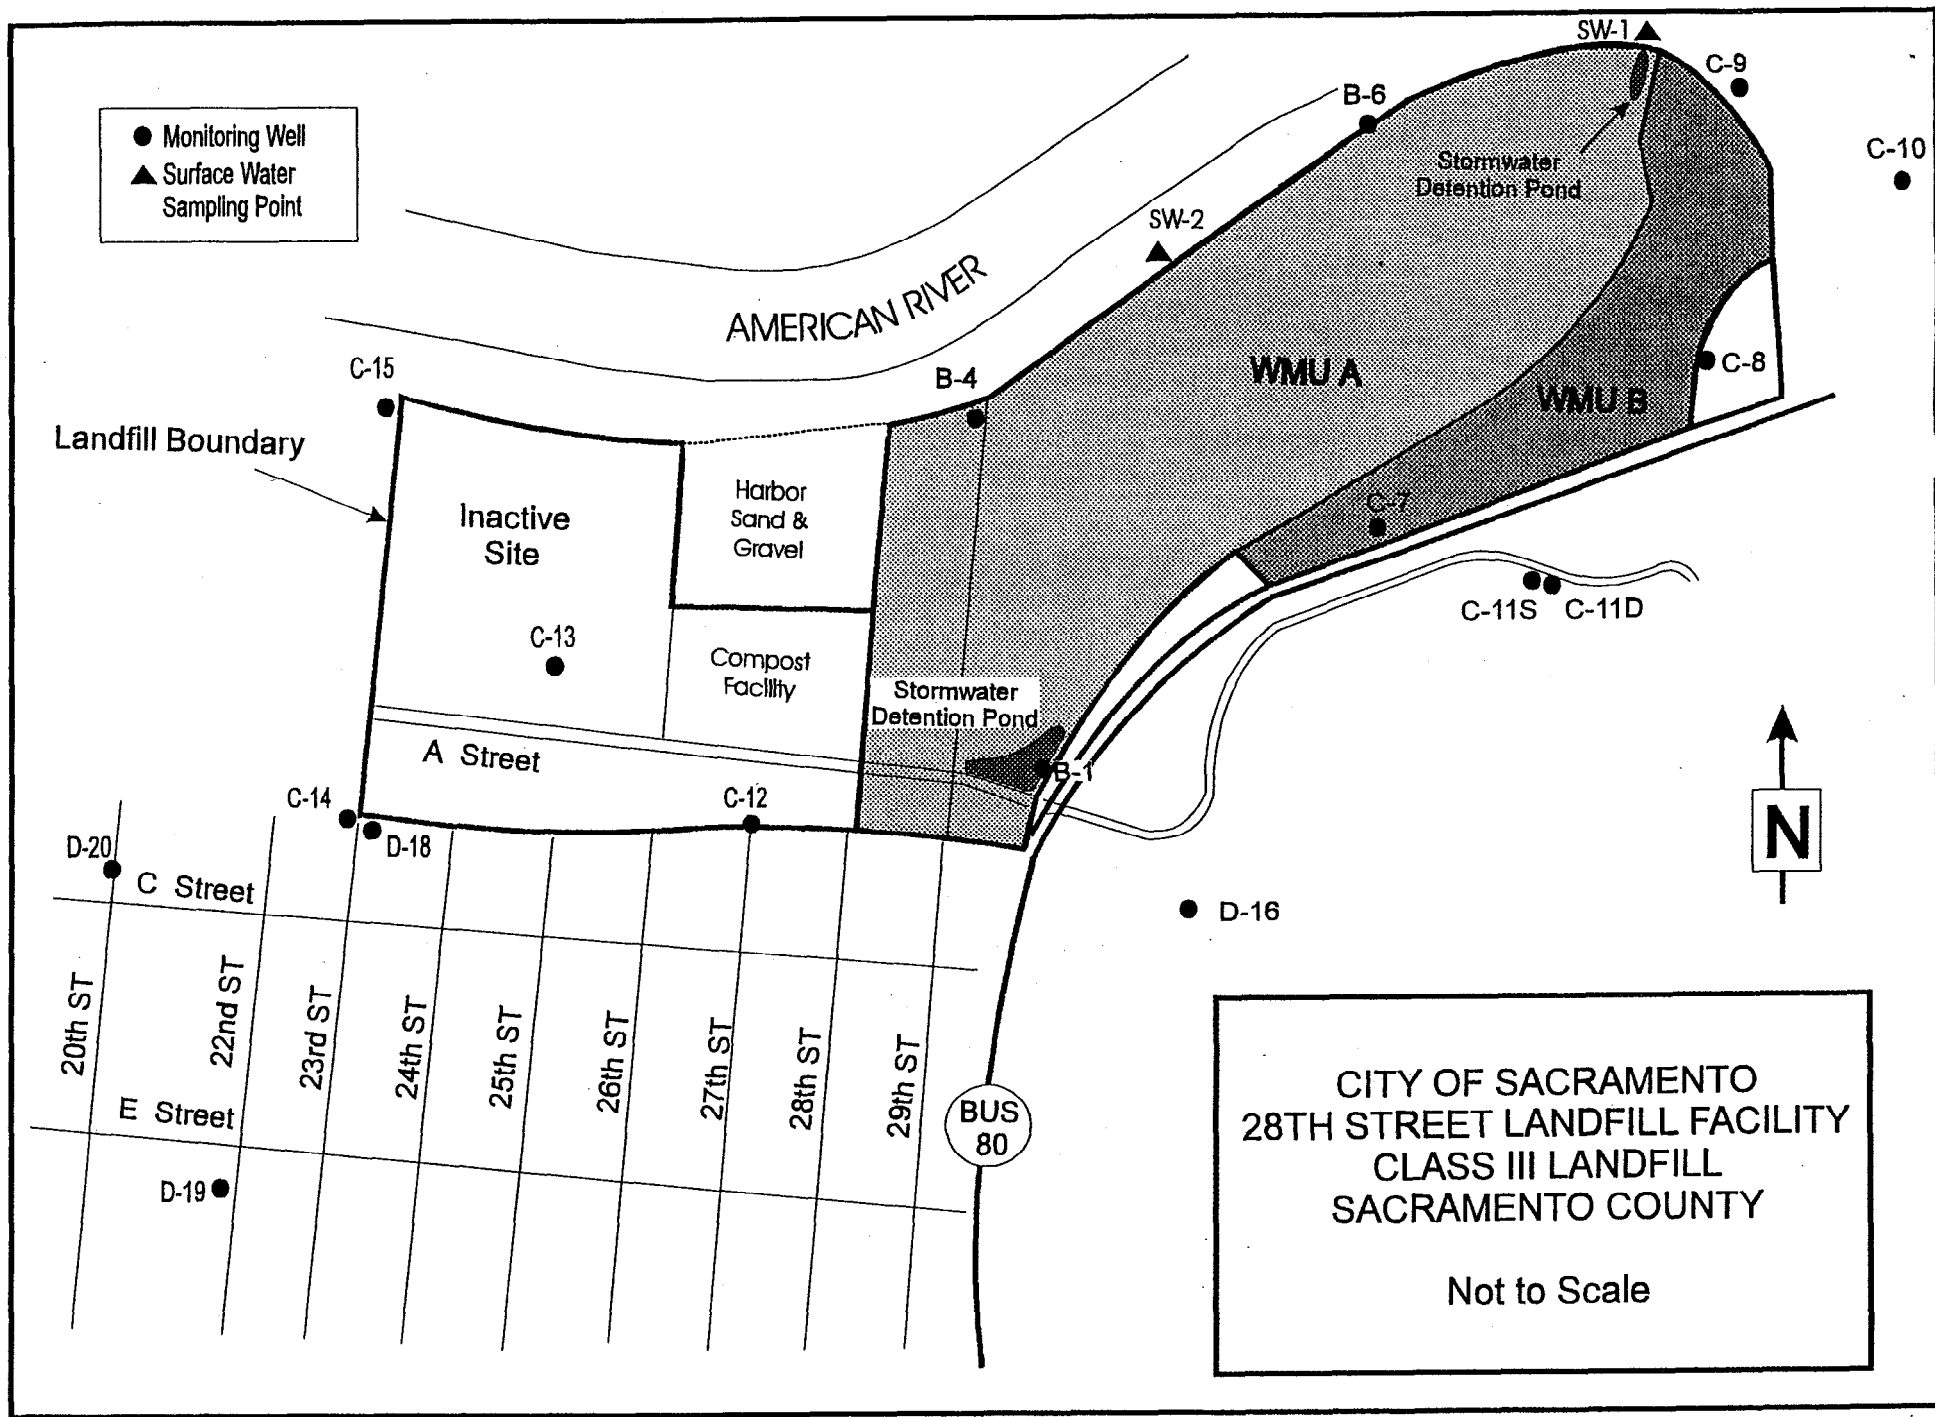 SW-1
C-9
B-6
Monitoring Well
Surface Water
Sampling Point
C-10
Stormwater
Detention Pond
SW-2
AMERICAN RIVER
C-15
B-4
WMU A
C-8
WMU B
Landfill Boundary
Harbor
Sand &
Gravel
Inactive
Site
C-7
C-11S
C-11D
C-13
Compost
Facility
Stormwater
Detention Pond
A Street
B-1
C-14
C-12
D-18
D-20
C Street
N
D-16
20th ST
22nd ST
23rd ST
24th ST
25th ST
26th ST
27th ST
28th ST
29th ST
E Street
BUS
80
D-19
CITY OF SACRAMENTO
28TH STREET LANDFILL FACILITY
CLASS III LANDFILL
SACRAMENTO COUNTY
Not to Scale